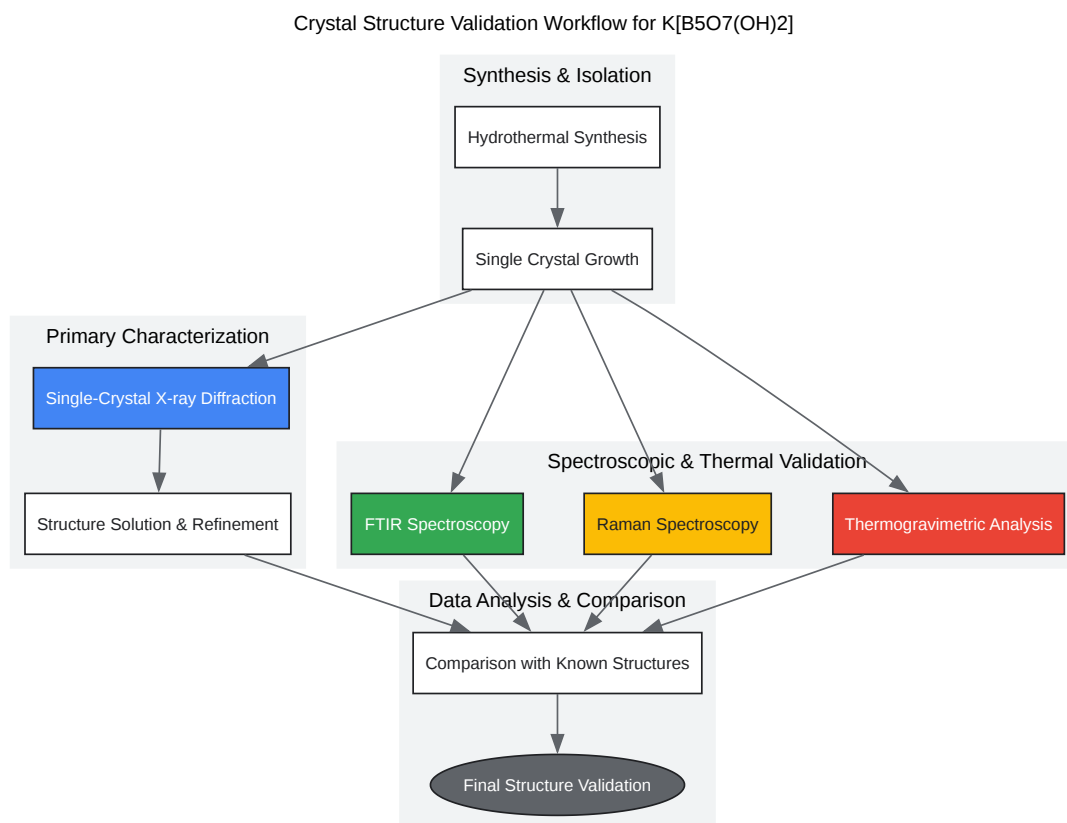 Crystal Structure Validation Workflow for K[B5O7(OH)2]
Synthesis & Isolation
Hydrothermal Synthesis
Single Crystal Growth
Primary Characterization
Single-Crystal X-ray Diffraction
Structure Solution & Refinement
Spectroscopic & Thermal Validation
FTIR Spectroscopy
Raman Spectroscopy
Thermogravimetric Analysis
Data Analysis & Comparison
Comparison with Known Structures
Final Structure Validation